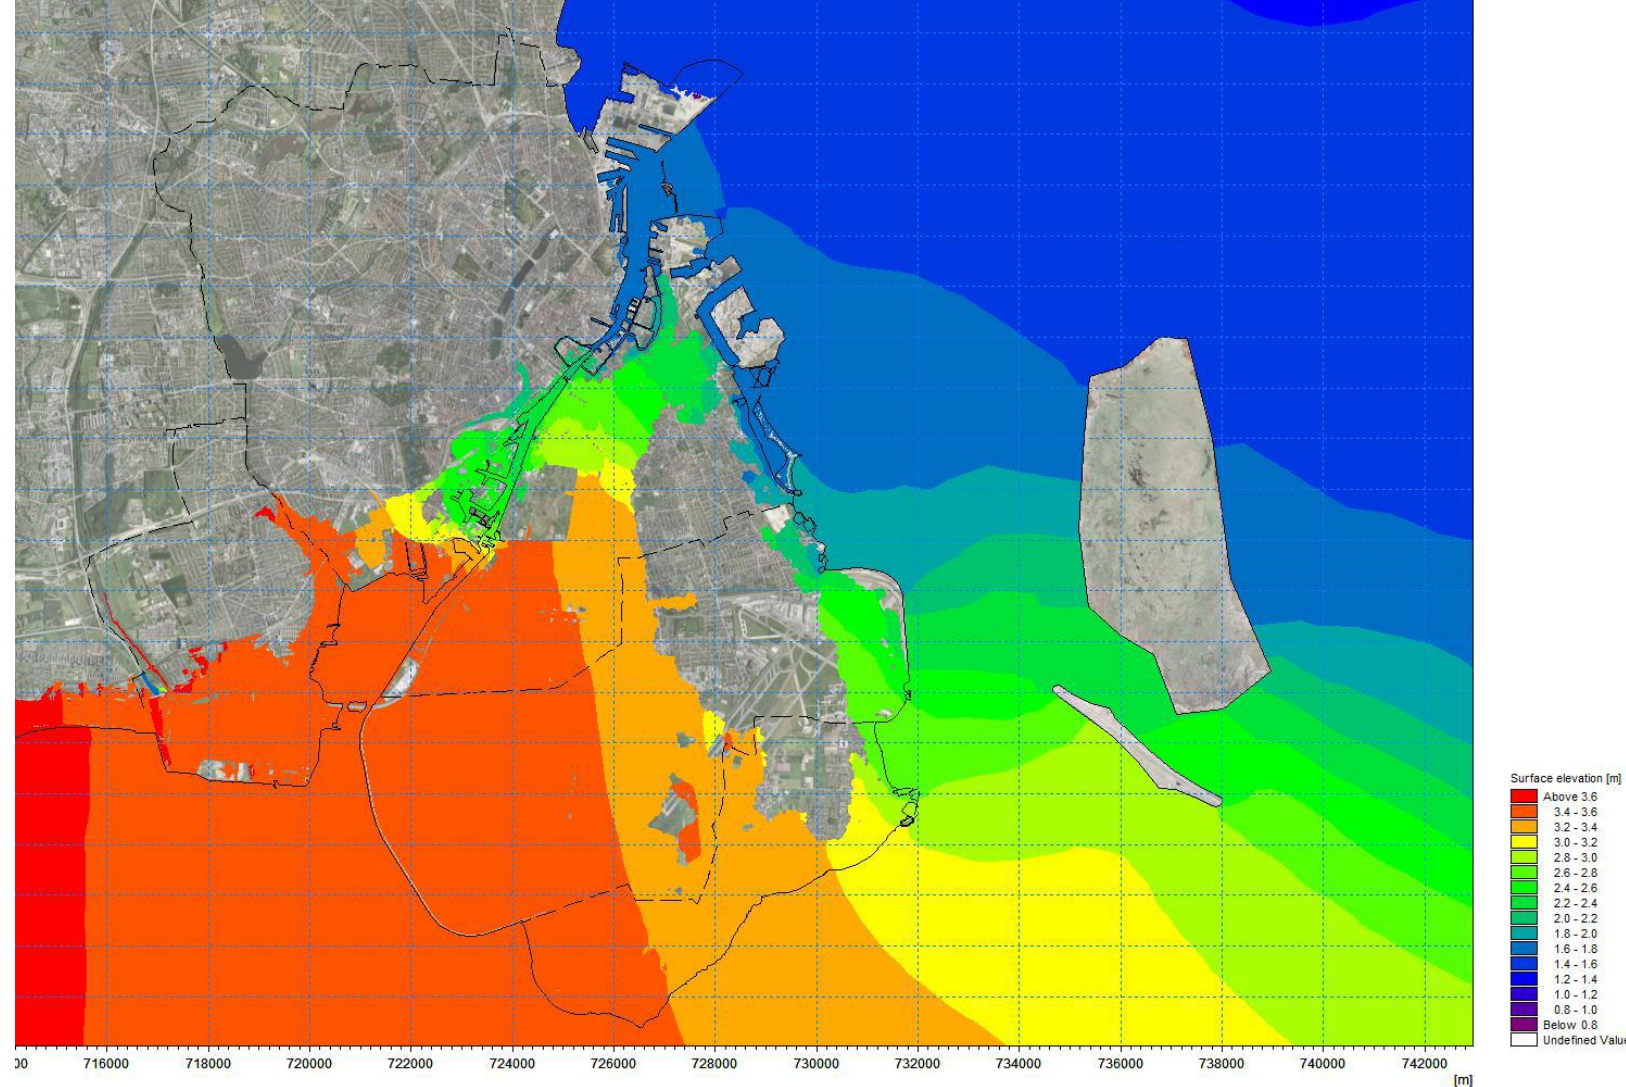 Surface elevation [m]
Above 3.6
3.4 - 3.6
3.2 - 3.4
3.0 - 3.2
2.8 - 3.0
2.6 - 2.8
2.4 - 2.6
2.2 - 2.4
2.0 - 2.2
1.8 - 2.0
1.6 - 1.8
1.4 - 1.6
1.2 - 1.4
1.0 - 1.2
0.8 - 1.0
Below 0.8
Undefined Value
00 716000 718000 720000 722000 724000 726000 728000 730000 732000 734000 736000 738000 740000 742000
[m]